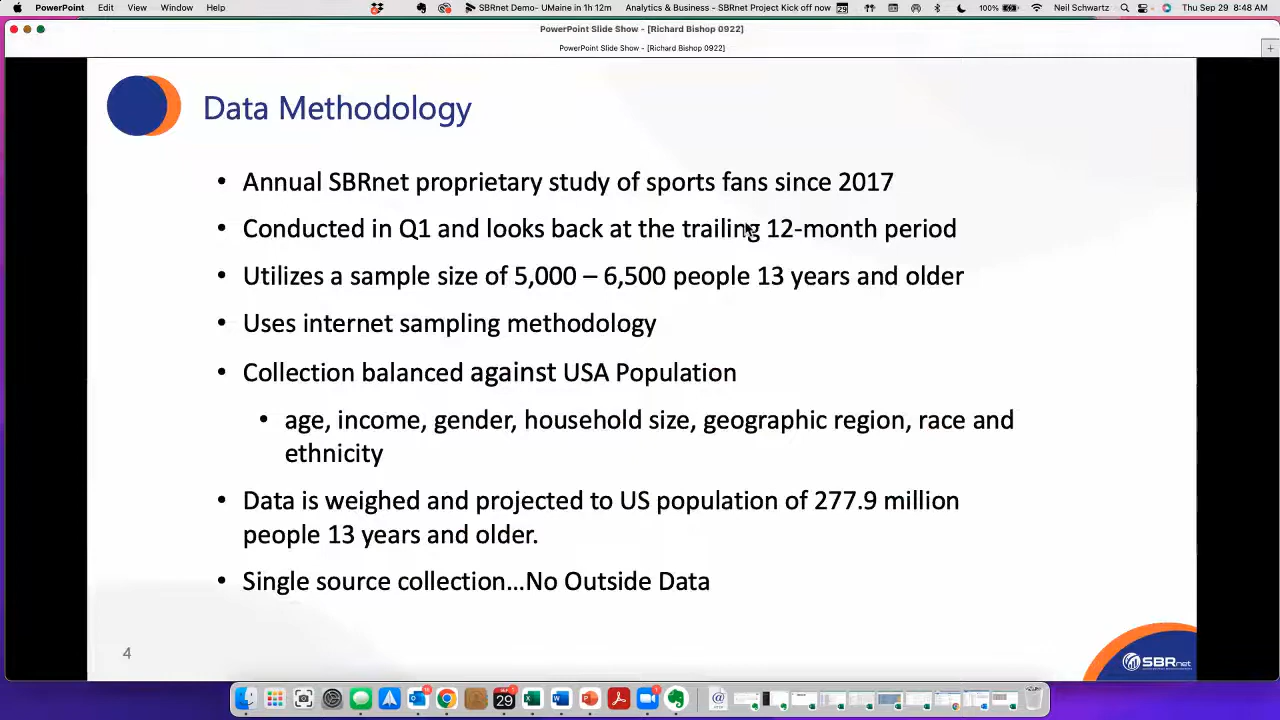 PowerPoint Edit View Window Help SBRnet Demo- UMaine in 1h 12m Analytics & Business - SBRnet Project Kick off now 29 100% Neil Schwartz Thu Sep 29 8:48 AM
PowerPoint Slide Show - [Richard Bishop 0922]
PowerPoint Slide Show - [Richard Bishop 0922]
Data Methodology
• Annual SBRnet proprietary study of sports fans since 2017
• Conducted in Q1 and looks back at the trailing 12-month period
• Utilizes a sample size of 5,000 – 6,500 people 13 years and older
• Uses internet sampling methodology
• Collection balanced against USA Population
• age, income, gender, household size, geographic region, race and
ethnicity
• Data is weighed and projected to US population of 277.9 million
people 13 years and older.
• Single source collection…No Outside Data
4
SBRnet
29